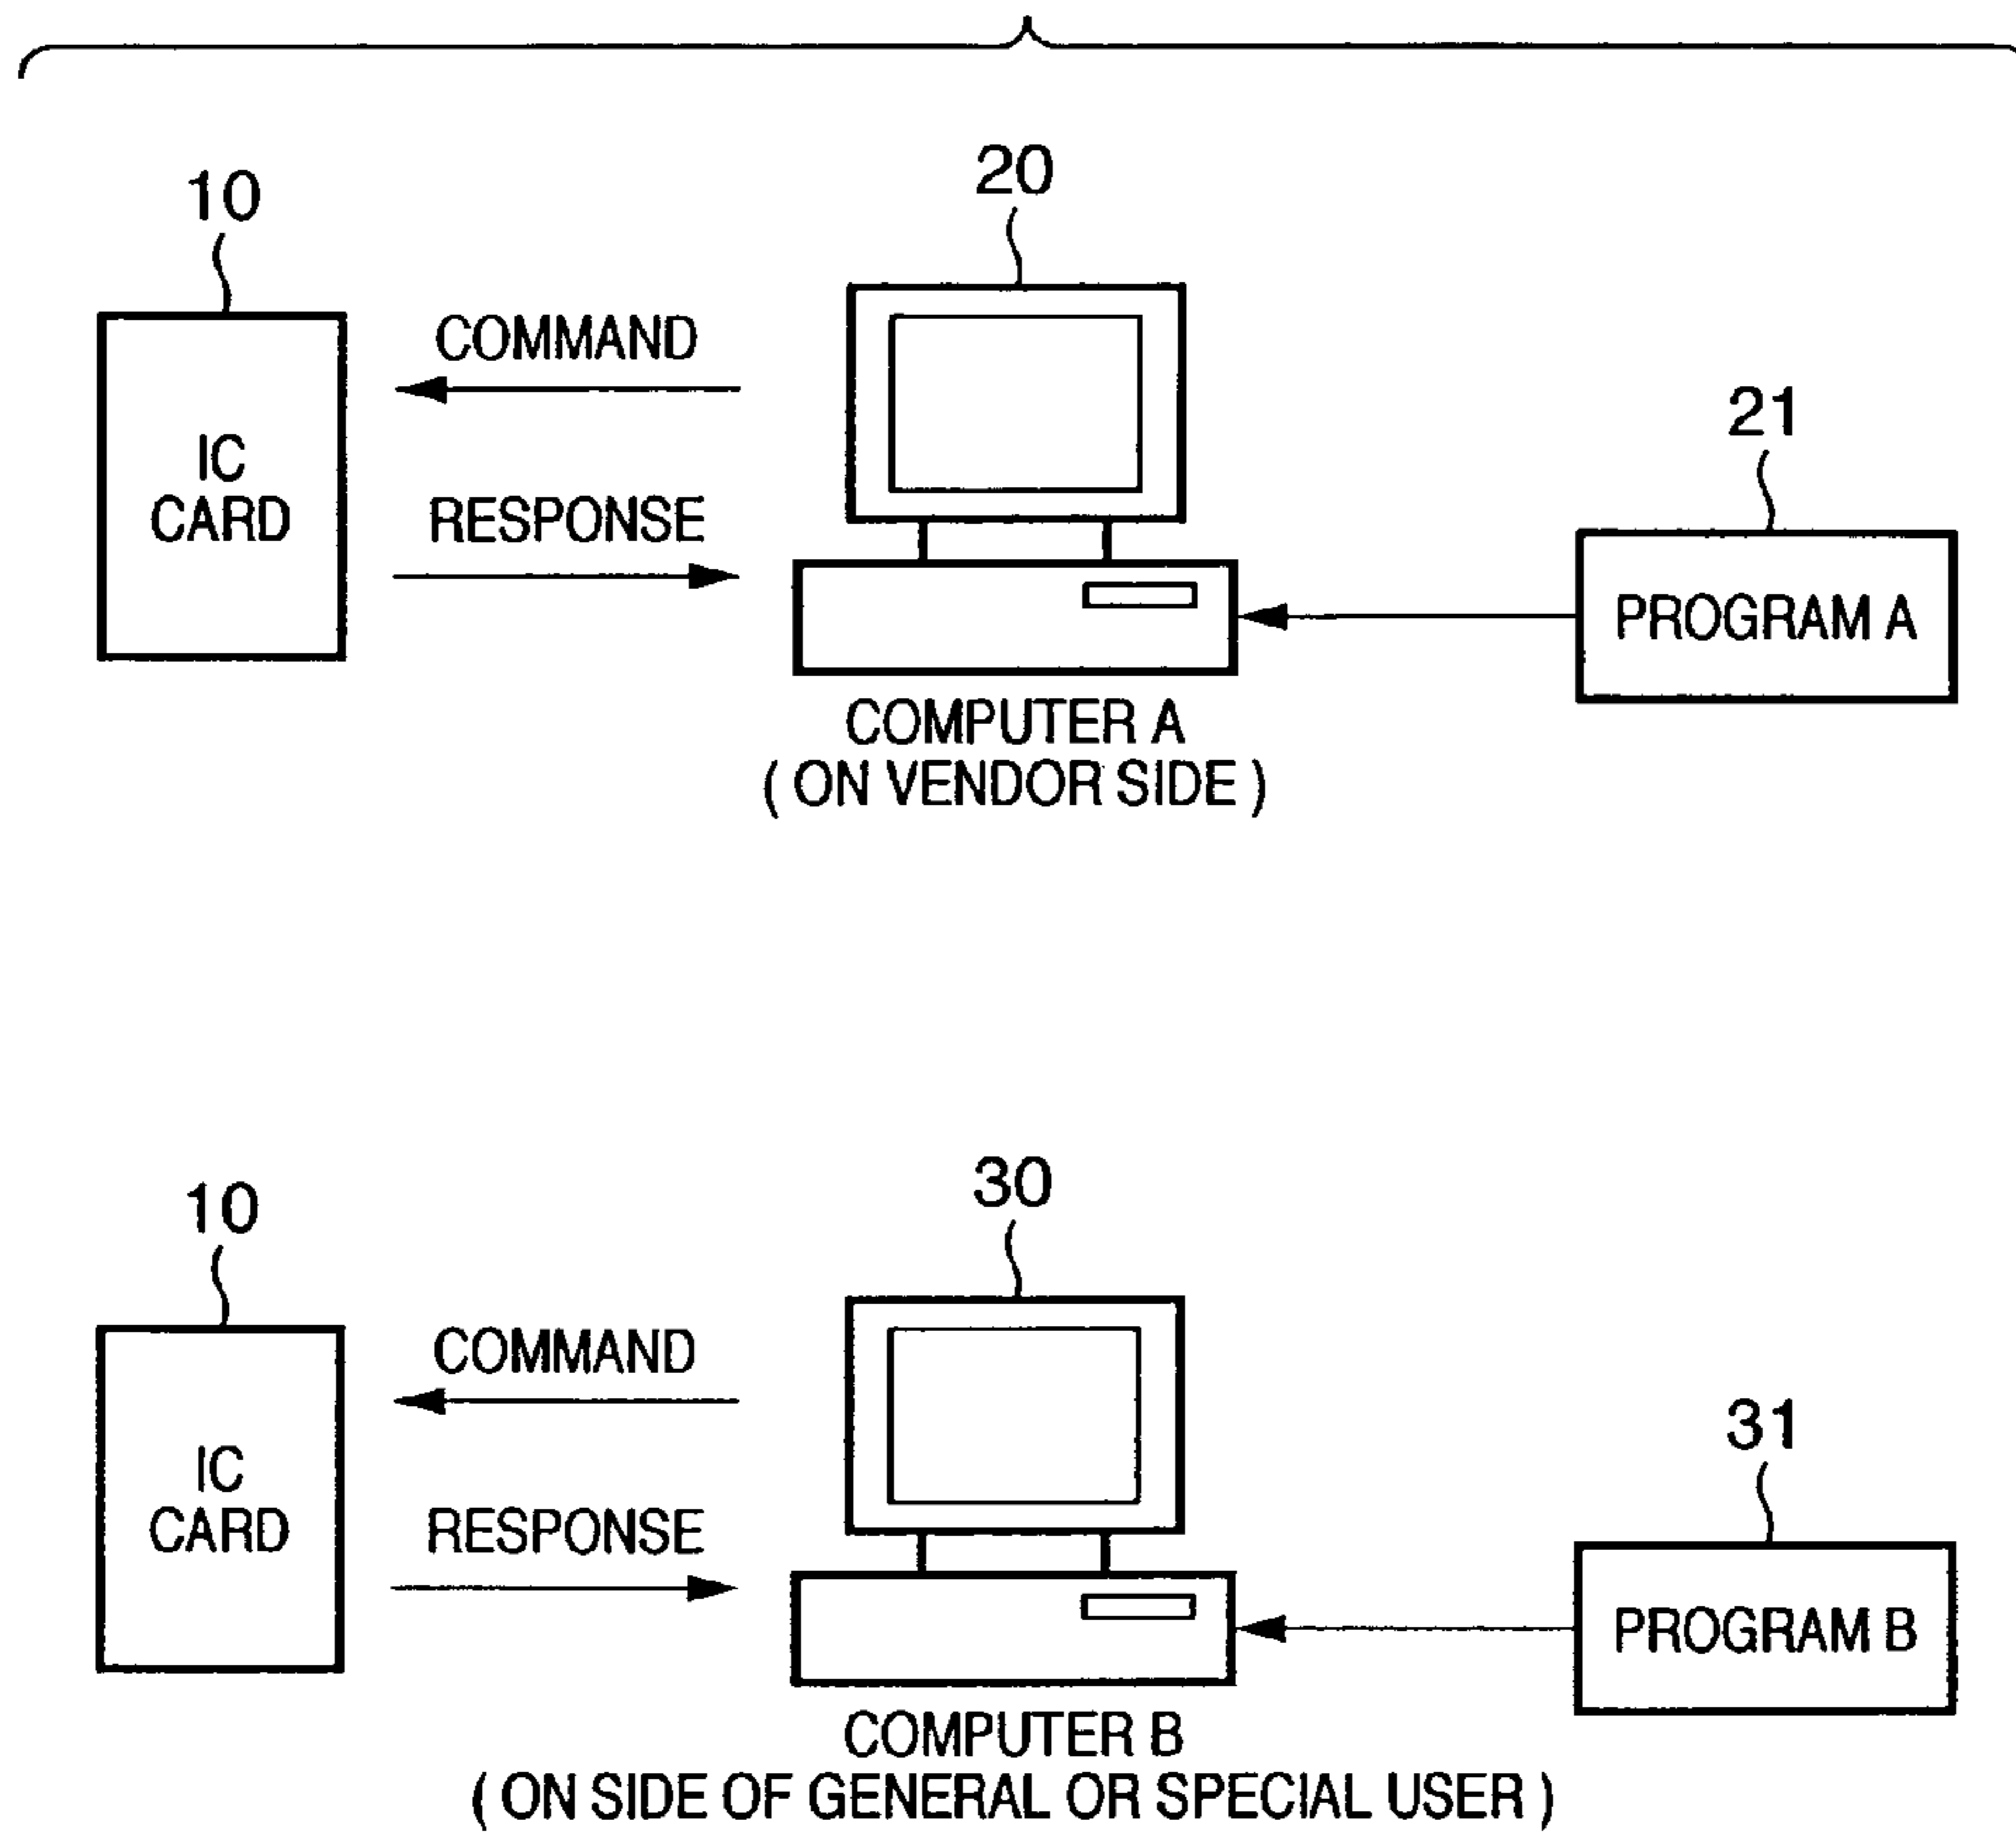 20
10
COMMAND
21
IC
CARD
RESPONSE
PROGRAM A
COMPUTER A
( ON VENDOR SIDE )
30
10
COMMAND
31
IC
CARD
RESPONSE
PROGRAM B
COMPUTER B
( ON SIDE OF GENERAL OR SPECIAL USER )